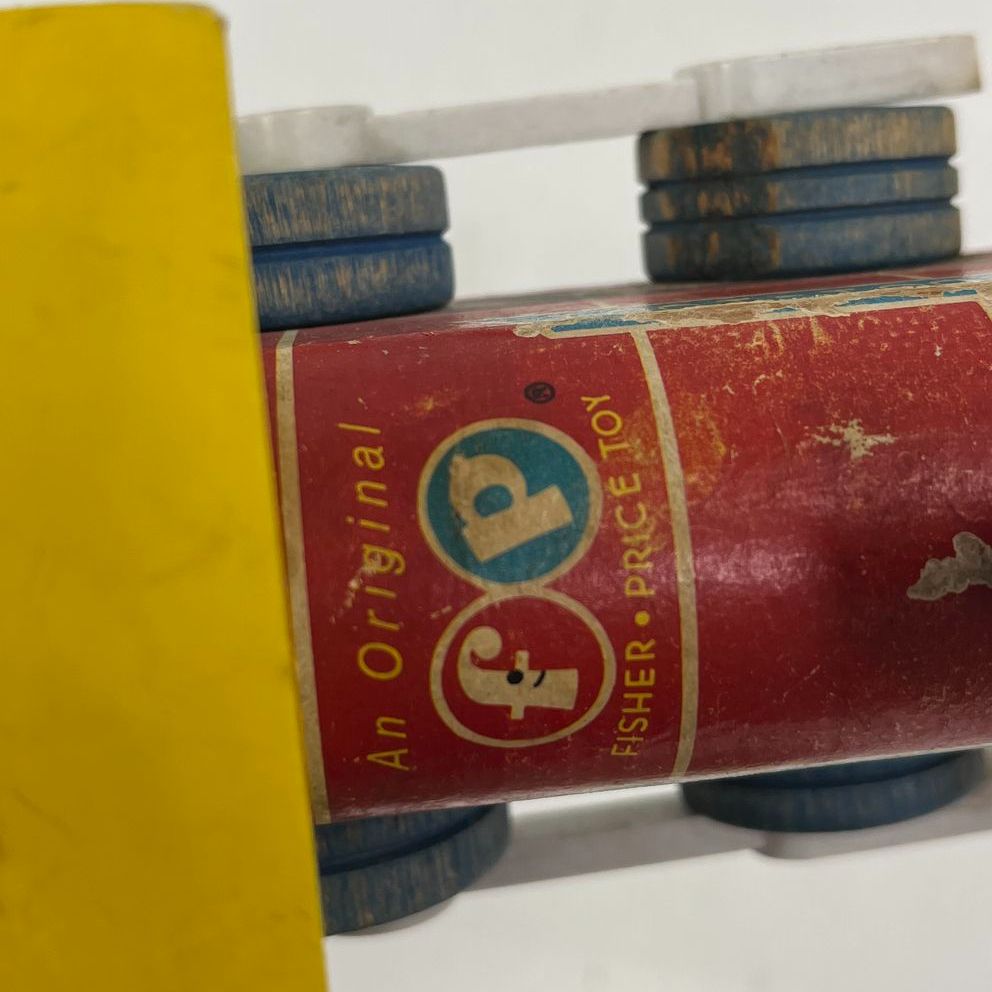 An Original
fp®
FISHER • PRICE TOY